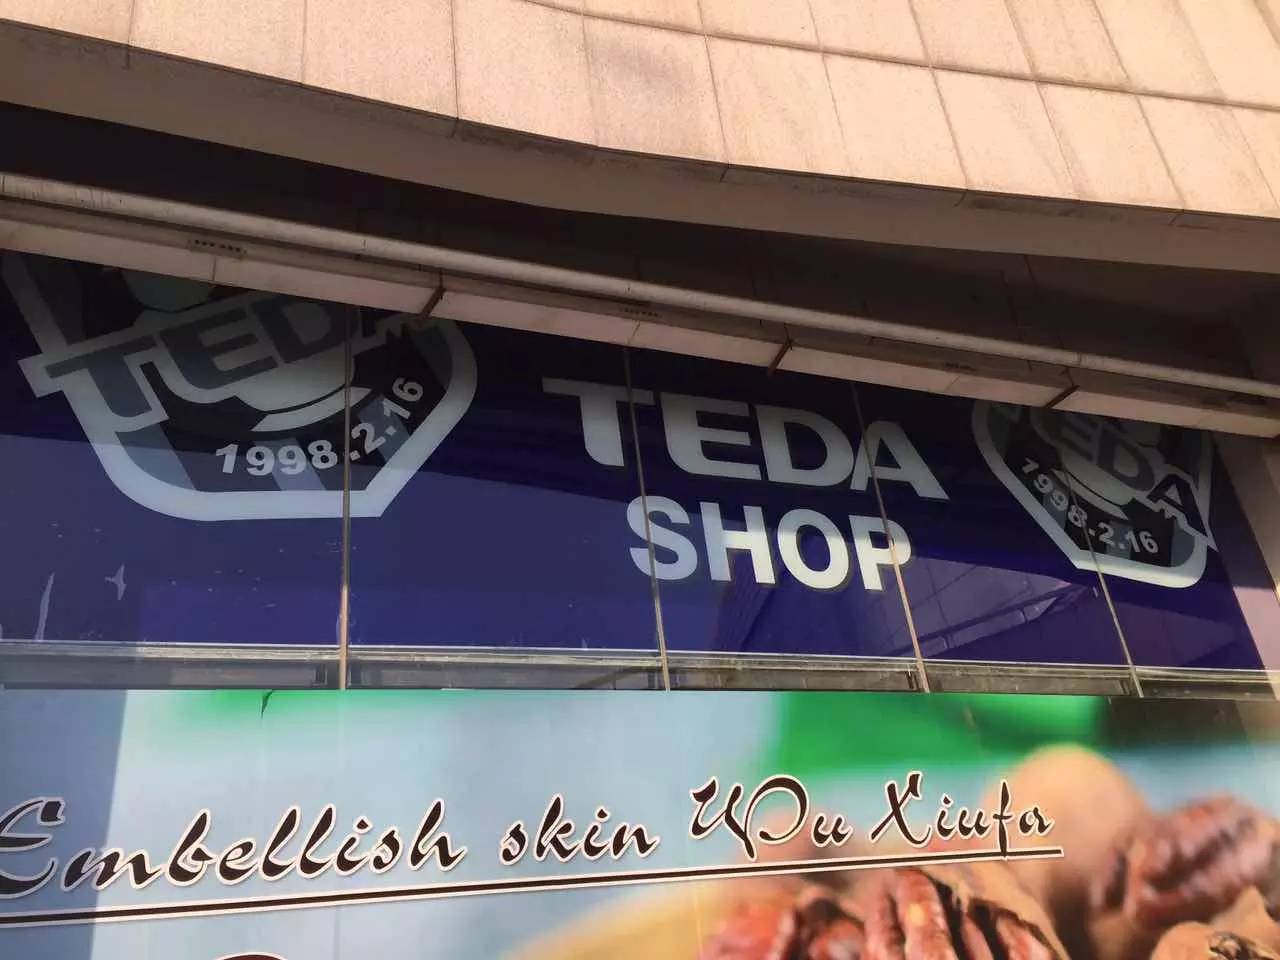 TEDA
1998.2.16
TEDA
SHOP
TEDA
1998.2.16
Embellish skin Wu Xiufa